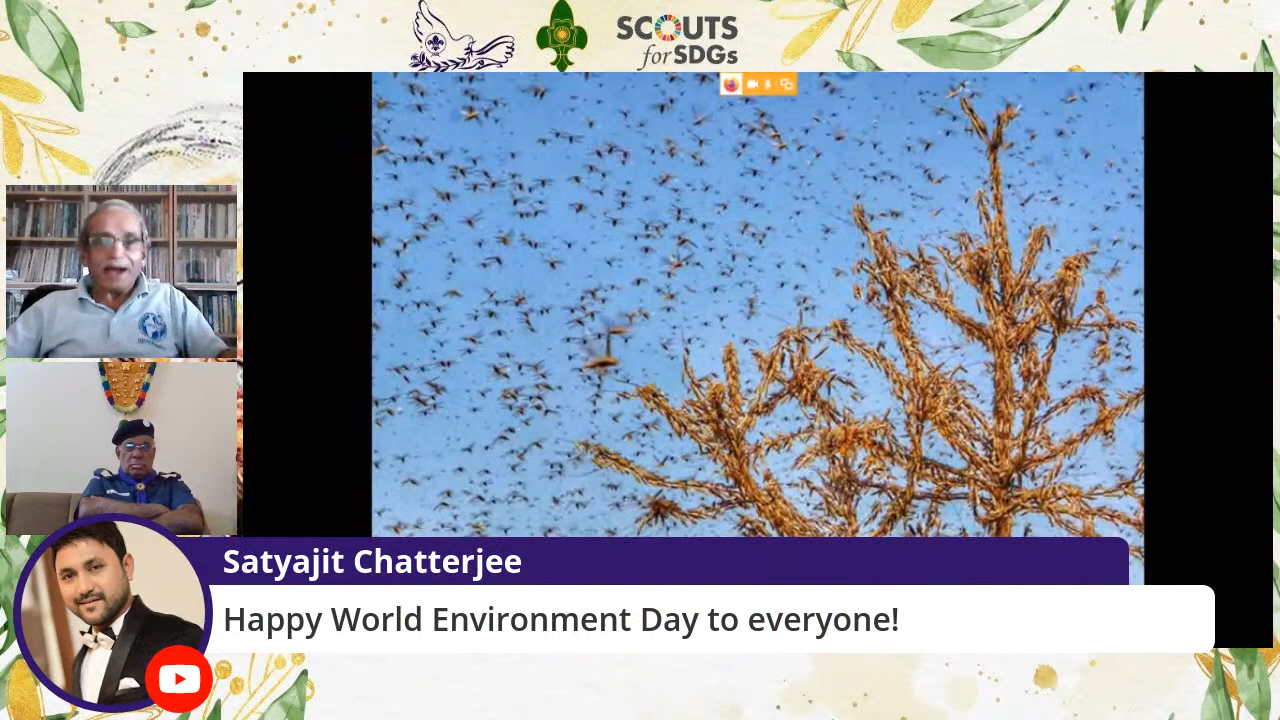 SCOUTS
for SDGs
Satyajit Chatterjee
Happy World Environment Day to everyone!